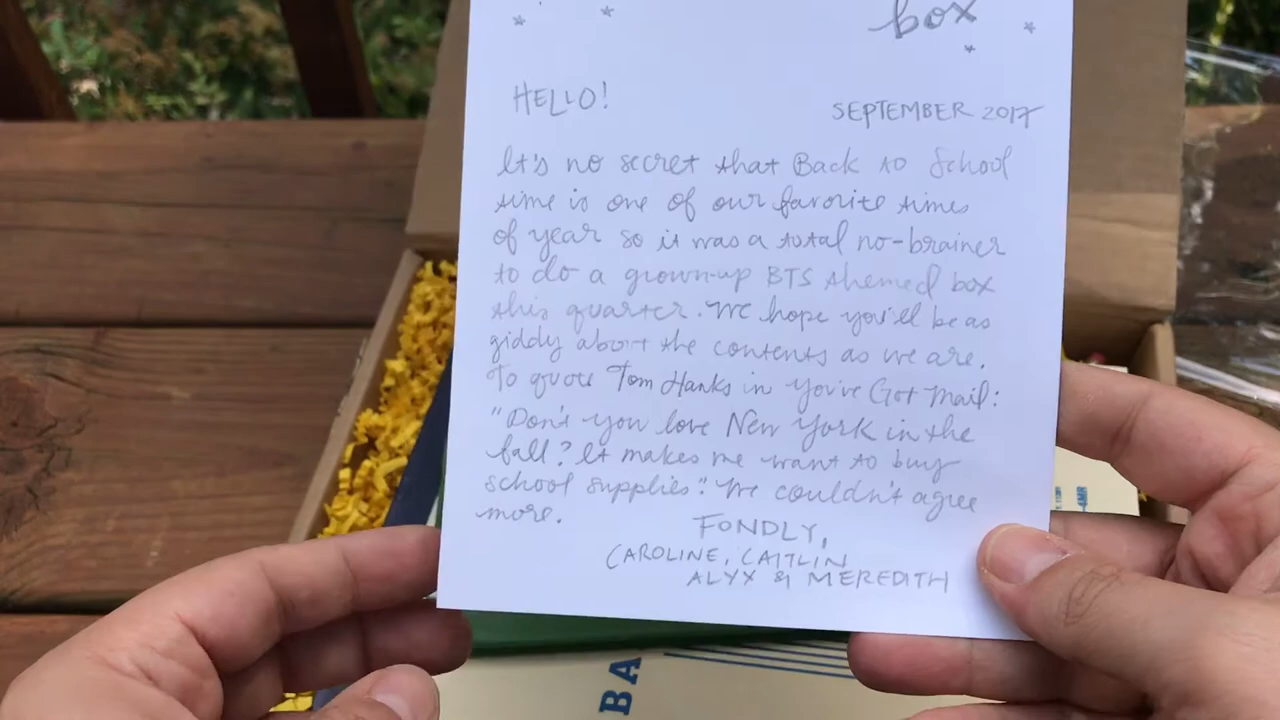 box
HELLO!
SEPTEMBER 2017
It's no secret that Back to School
time is one of our favorite times
of year so it was a total no-brainer
to do a grown-up BTS themed box
this quarter. We hope you'll be as
giddy about the contents as we are.
To quote Tom Hanks in You've Got Mail:
"Don't you love New York in the
fall? It makes me want to buy
school supplies." We couldn't agree
more.
FONDLY,
CAROLINE, CAITLIN
ALYX & MEREDITH
BA
4MR